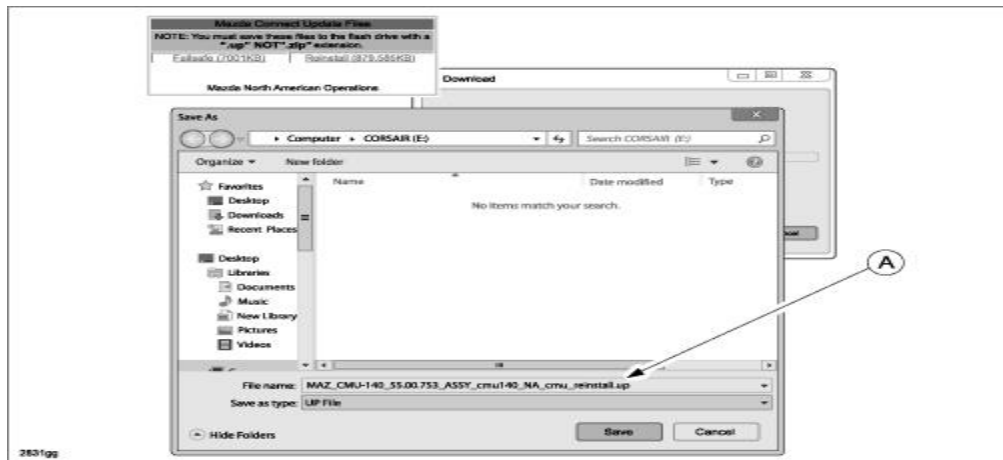 Mazda Connect Update Files
NOTE: You must save these files to the flash drive with a
".up" NOT ".zip" extension.
Failsafe (7001KB) Reinstall (879,585KB)
Mazda North American Operations
Download
Save As
Computer CORSAIR (E:) Search CORSAIR (E:)
Organize New folder
Name Date modified Type
No items match your search.
Favorites
Desktop
Downloads
Recent Places
Desktop
Libraries
Documents
Music
New Library
Pictures
Videos
A
File name: MAZ_CMU-140_55.00.753_ASSY_cmu140_NA_cmu_reinstall.up
Save as type: UP File
Hide Folders Save Cancel
2831gg